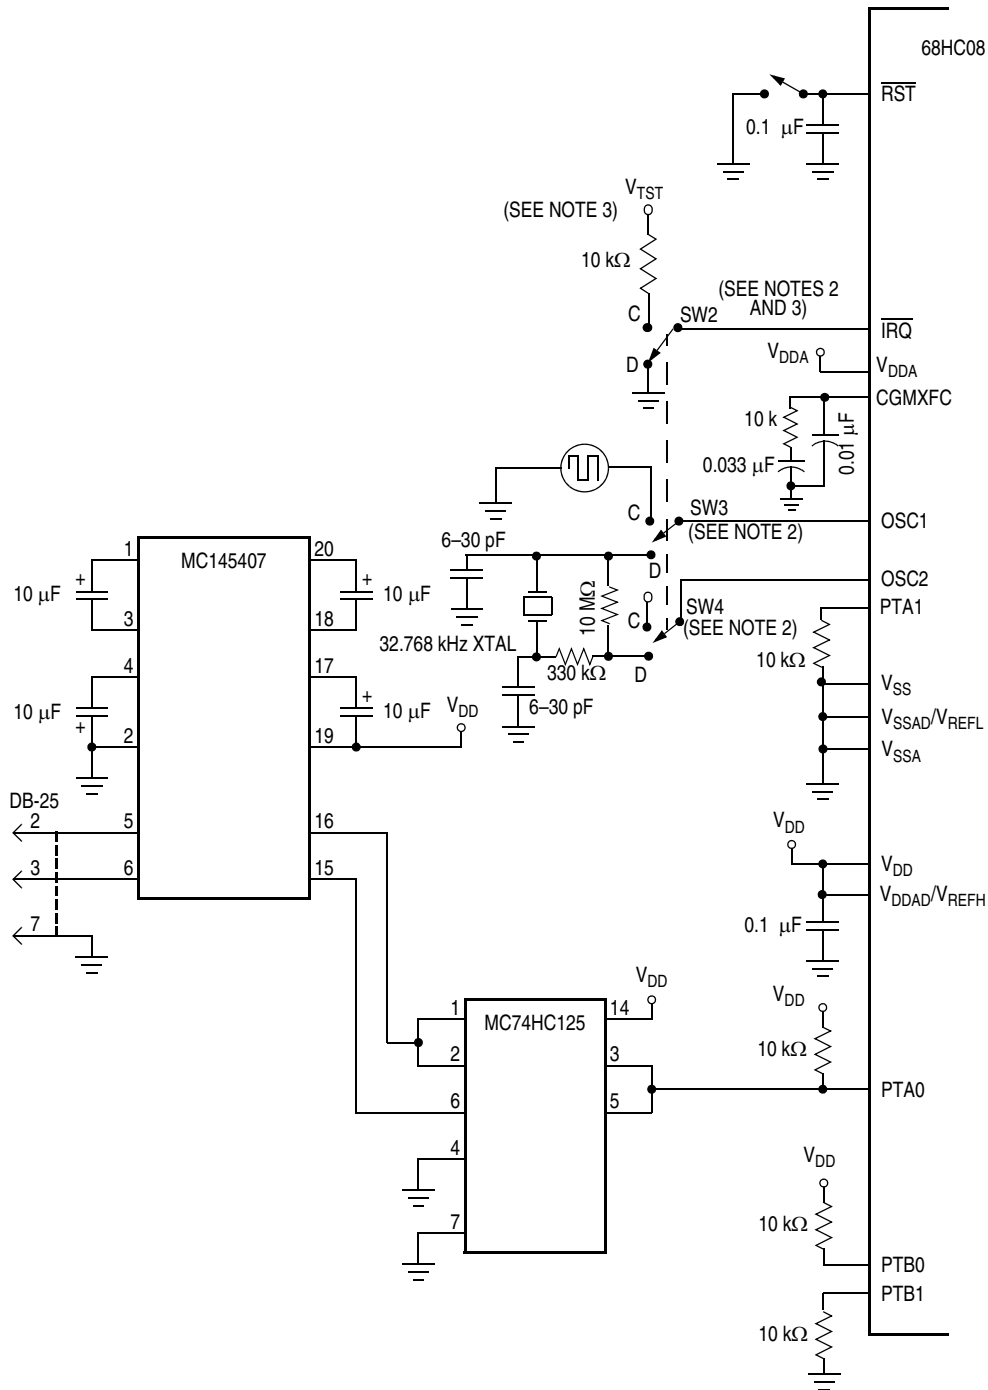 68HC08
RST
0.1 µF
VTST
(SEE NOTE 3)
10 kΩ
(SEE NOTES 2
AND 3)
C
SW2
IRQ
D
VDDA
VDDA
CGMXFC
10 k
0.01 µF
0.033 µF
C
SW3
OSC1
(SEE NOTE 2)
6–30 pF
D
OSC2
10 MΩ
C
SW4
PTA1
(SEE NOTE 2)
32.768 kHz XTAL
330 kΩ
D
10 kΩ
6–30 pF
VSS
VSSAD/VREFL
VSSA
MC145407
1
20
10 µF
+
+
10 µF
3
18
4
17
10 µF
+
+
10 µF
VDD
2
19
DB-25
2
5
16
3
6
15
7
VDD
VDD
VDDAD/VREFH
0.1 µF
VDD
VDD
MC74HC125
1
14
2
3
10 kΩ
6
5
PTA0
4
7
VDD
10 kΩ
PTB0
PTB1
10 kΩ